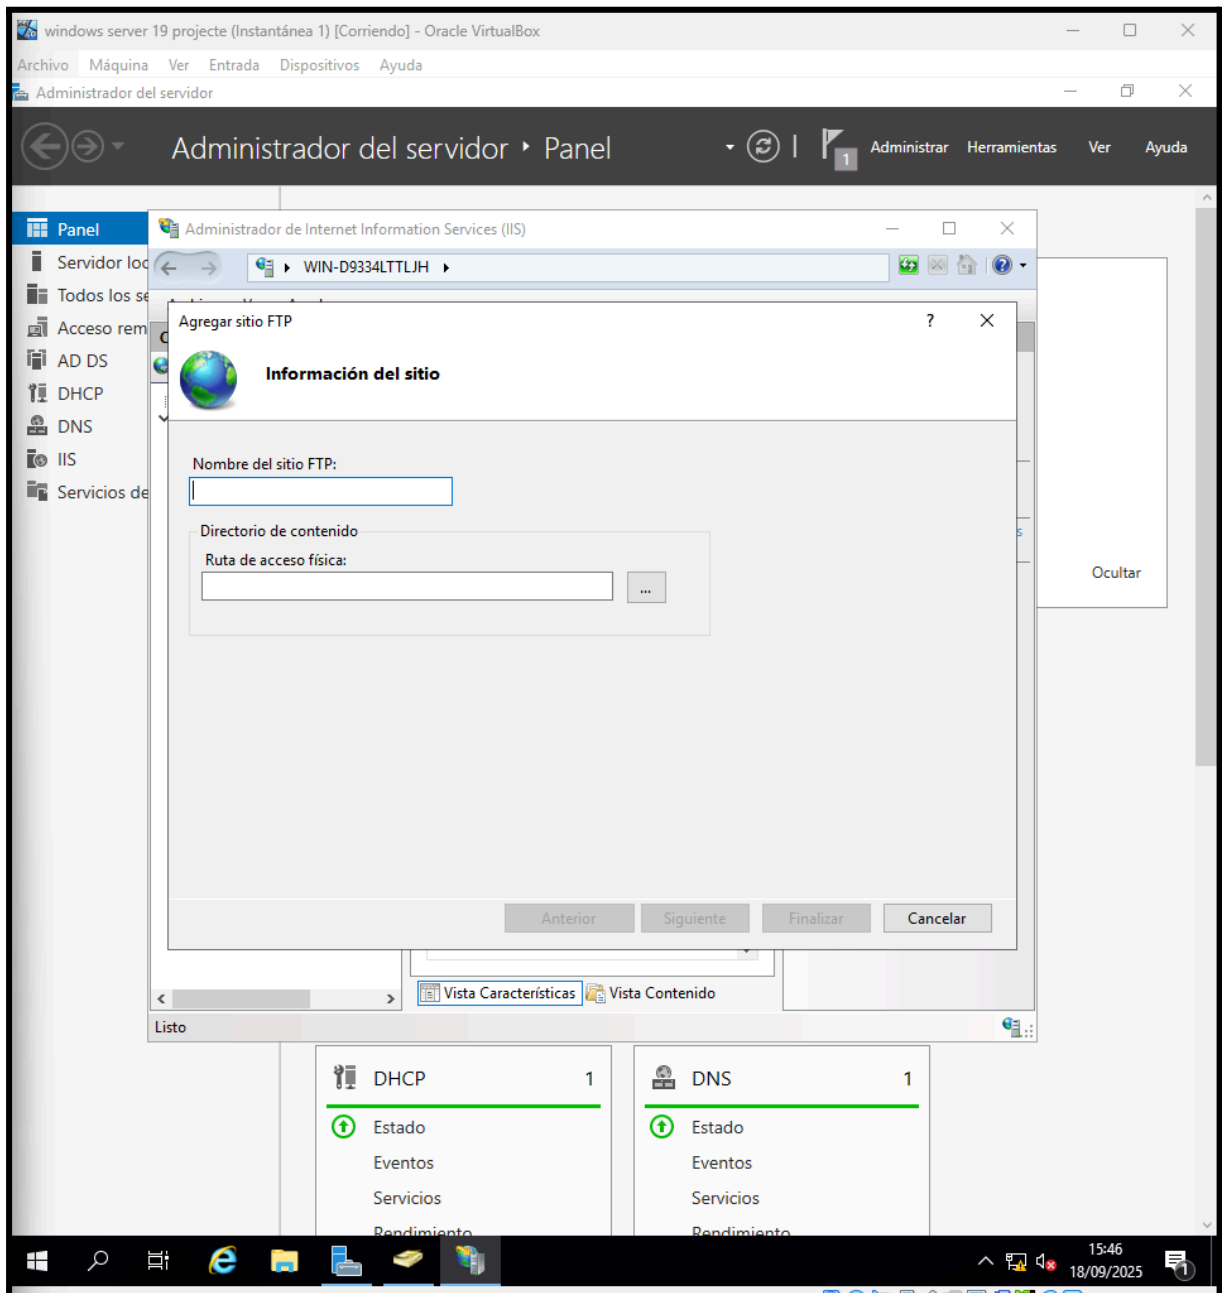 windows server 19 projecte (Instantánea 1) [Corriendo] - Oracle VirtualBox
Archivo Máquina Ver Entrada Dispositivos Ayuda
Administrador del servidor
Administrador del servidor Panel
1 Administrar Herramientas Ver Ayuda
Panel
Servidor loc
Todos los se
Acceso rem
AD DS
DHCP
DNS
IIS
Servicios de
Administrador de Internet Information Services (IIS)
WIN-D9334LTTLJH
Agregar sitio FTP
Información del sitio
Nombre del sitio FTP:
Directorio de contenido
Ruta de acceso física:
...
Anterior Siguiente Finalizar Cancelar
Ocultar
Vista Características Vista Contenido
Listo
DHCP 1
Estado
Eventos
Servicios
Rendimiento
DNS 1
Estado
Eventos
Servicios
Rendimiento
15:46
18/09/2025
1